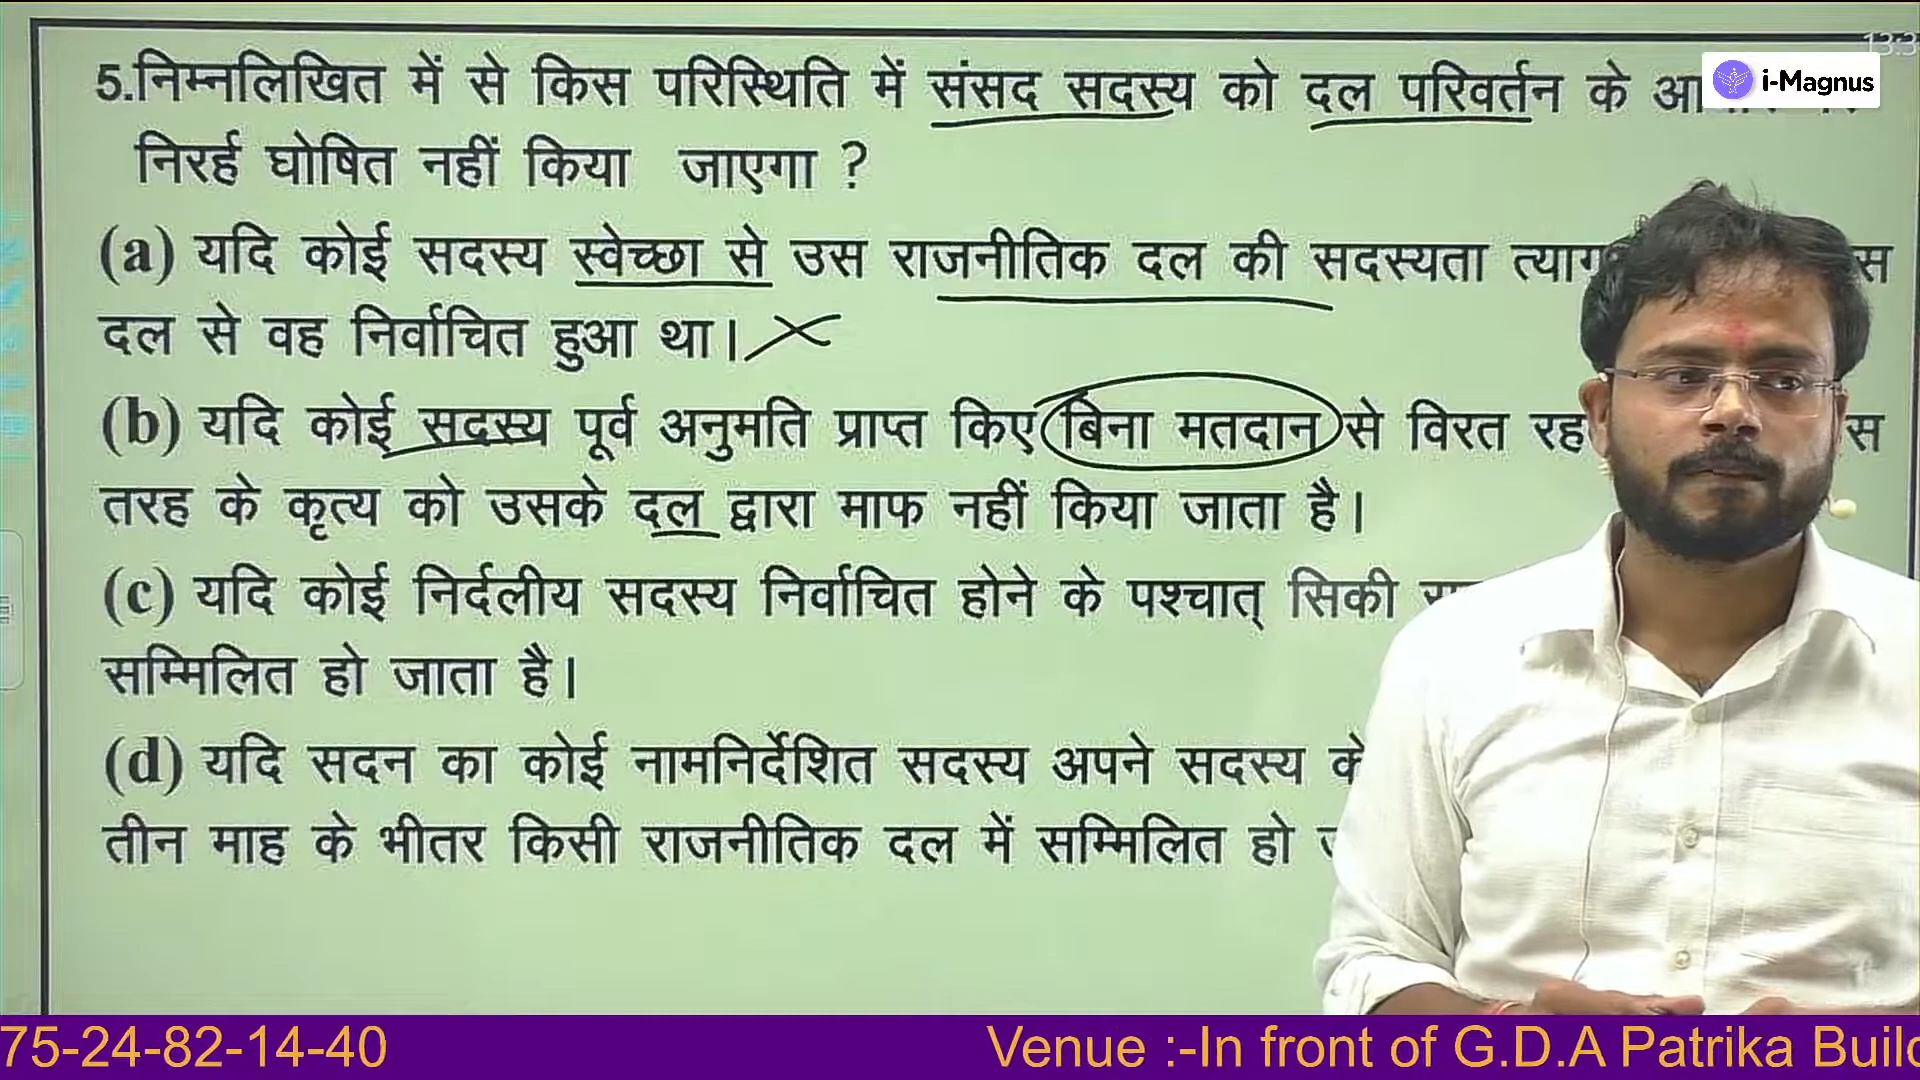 5.निम्नलिखित में से किस परिस्थिति में संसद सदस्य को दल परिवर्तन के
i-Magnus
निरर्ह घोषित नहीं किया जाएगा ?
(a) यदि कोई सदस्य स्वेच्छा से उस राजनीतिक दल की सदस्यता
दल से वह निर्वाचित हुआ था।
(b) यदि कोई सदस्य पूर्व अनुमति प्राप्त किए बिना मतदान से विरत
तरह के कृत्य को उसके दल द्वारा माफ नहीं किया जाता है।
(c) यदि कोई निर्दलीय सदस्य निर्वाचित होने के पश्चात् सिकी
सम्मिलित हो जाता है।
(d) यदि सदन का कोई नामनिर्देशित सदस्य अपने सदस्य
तीन माह के भीतर किसी राजनीतिक दल में सम्मिलित हो
75-24-82-14-40 Venue :-In front of G.D.A Patrika